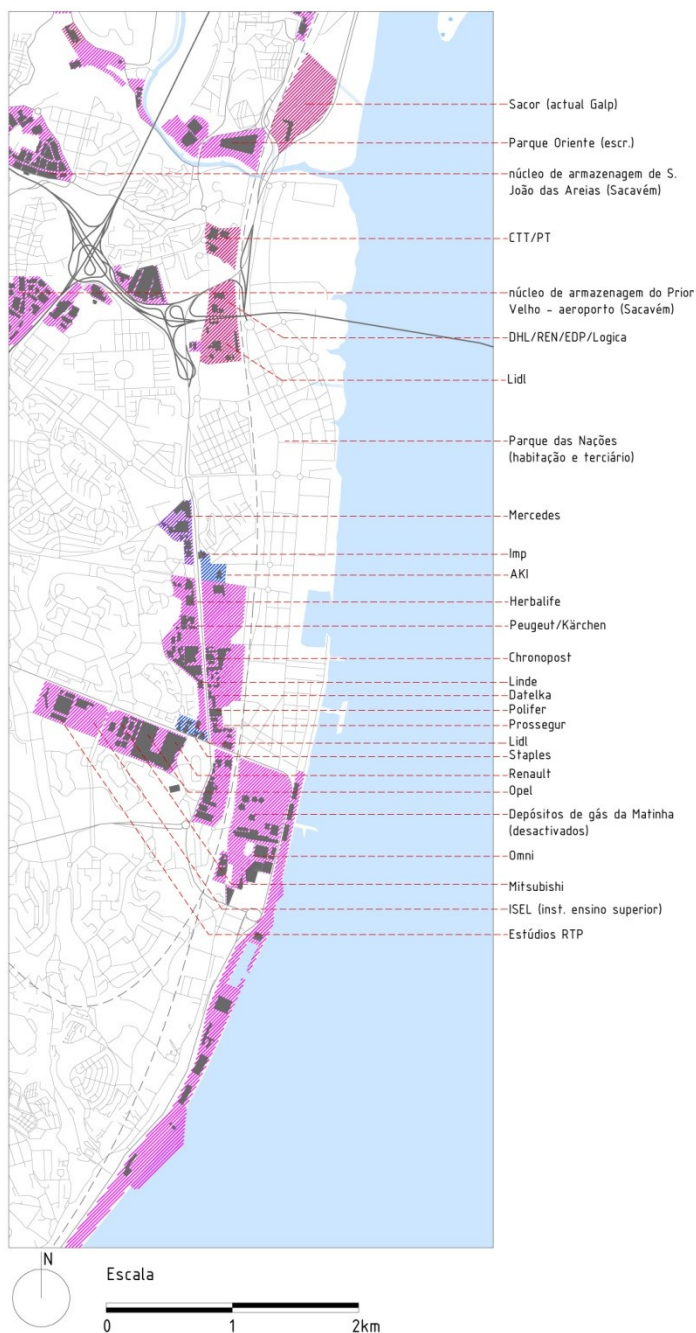 Sacor (actual Galp)
Parque Oriente (escr.)
núcleo de armazenagem de S.
João das Areias (Sacavém)
CTT/PT
núcleo de armazenagem do Prior
Velho - aeroporto (Sacavém)
DHL/REN/EDP/Logica
Lidl
Parque das Nações
(habitação e terciário)
Mercedes
Imp
AKI
Herbalife
Peugeut/Kärchen
Chronopost
Linde
Datelka
Polifer
Prossegur
Lidl
Staples
Renault
Opel
Depósitos de gás da Matinha
(desactivados)
Omni
Mitsubishi
ISEL (inst. ensino superior)
Estúdios RTP
N
Escala
0 1 2km